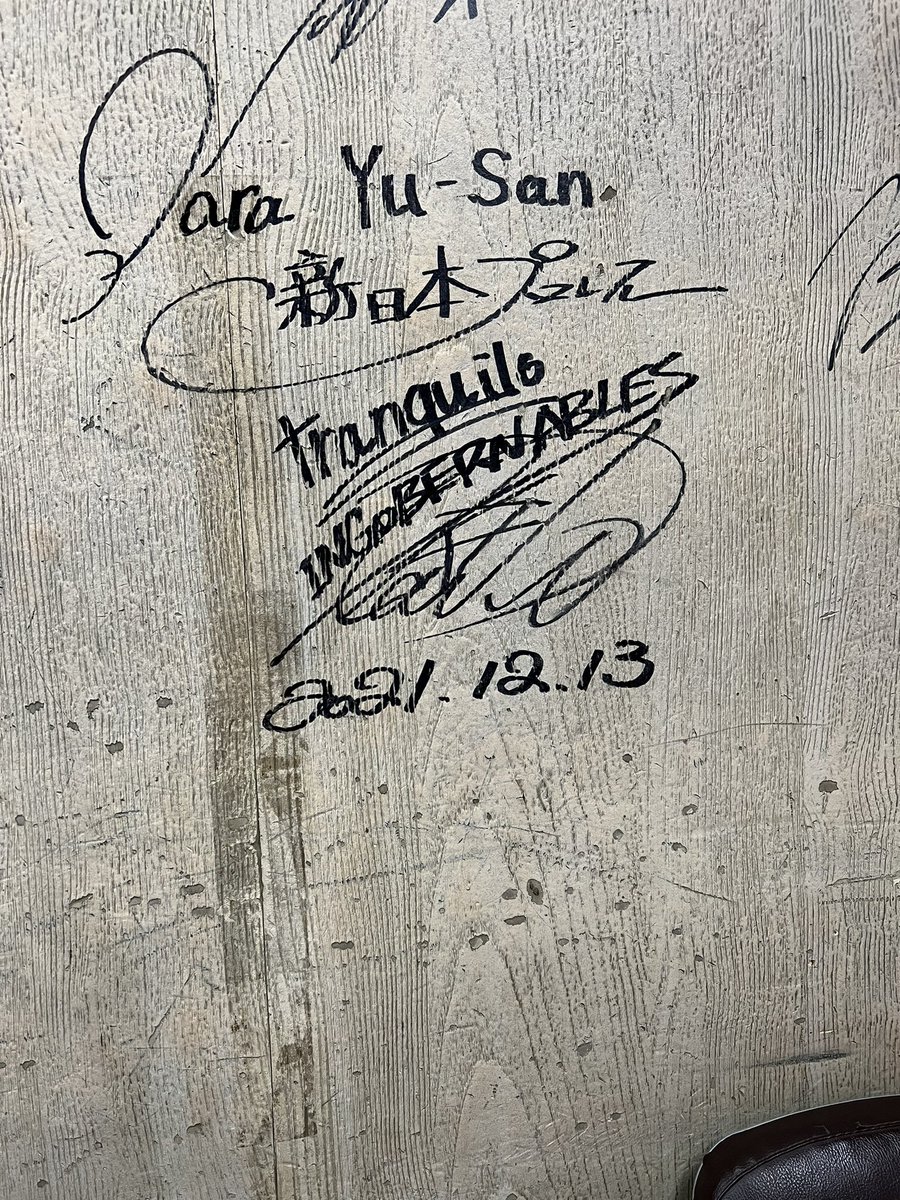 Para Yu-San
新日本プロレス
tranquilo
INGOBERNABLES
2021.12.13